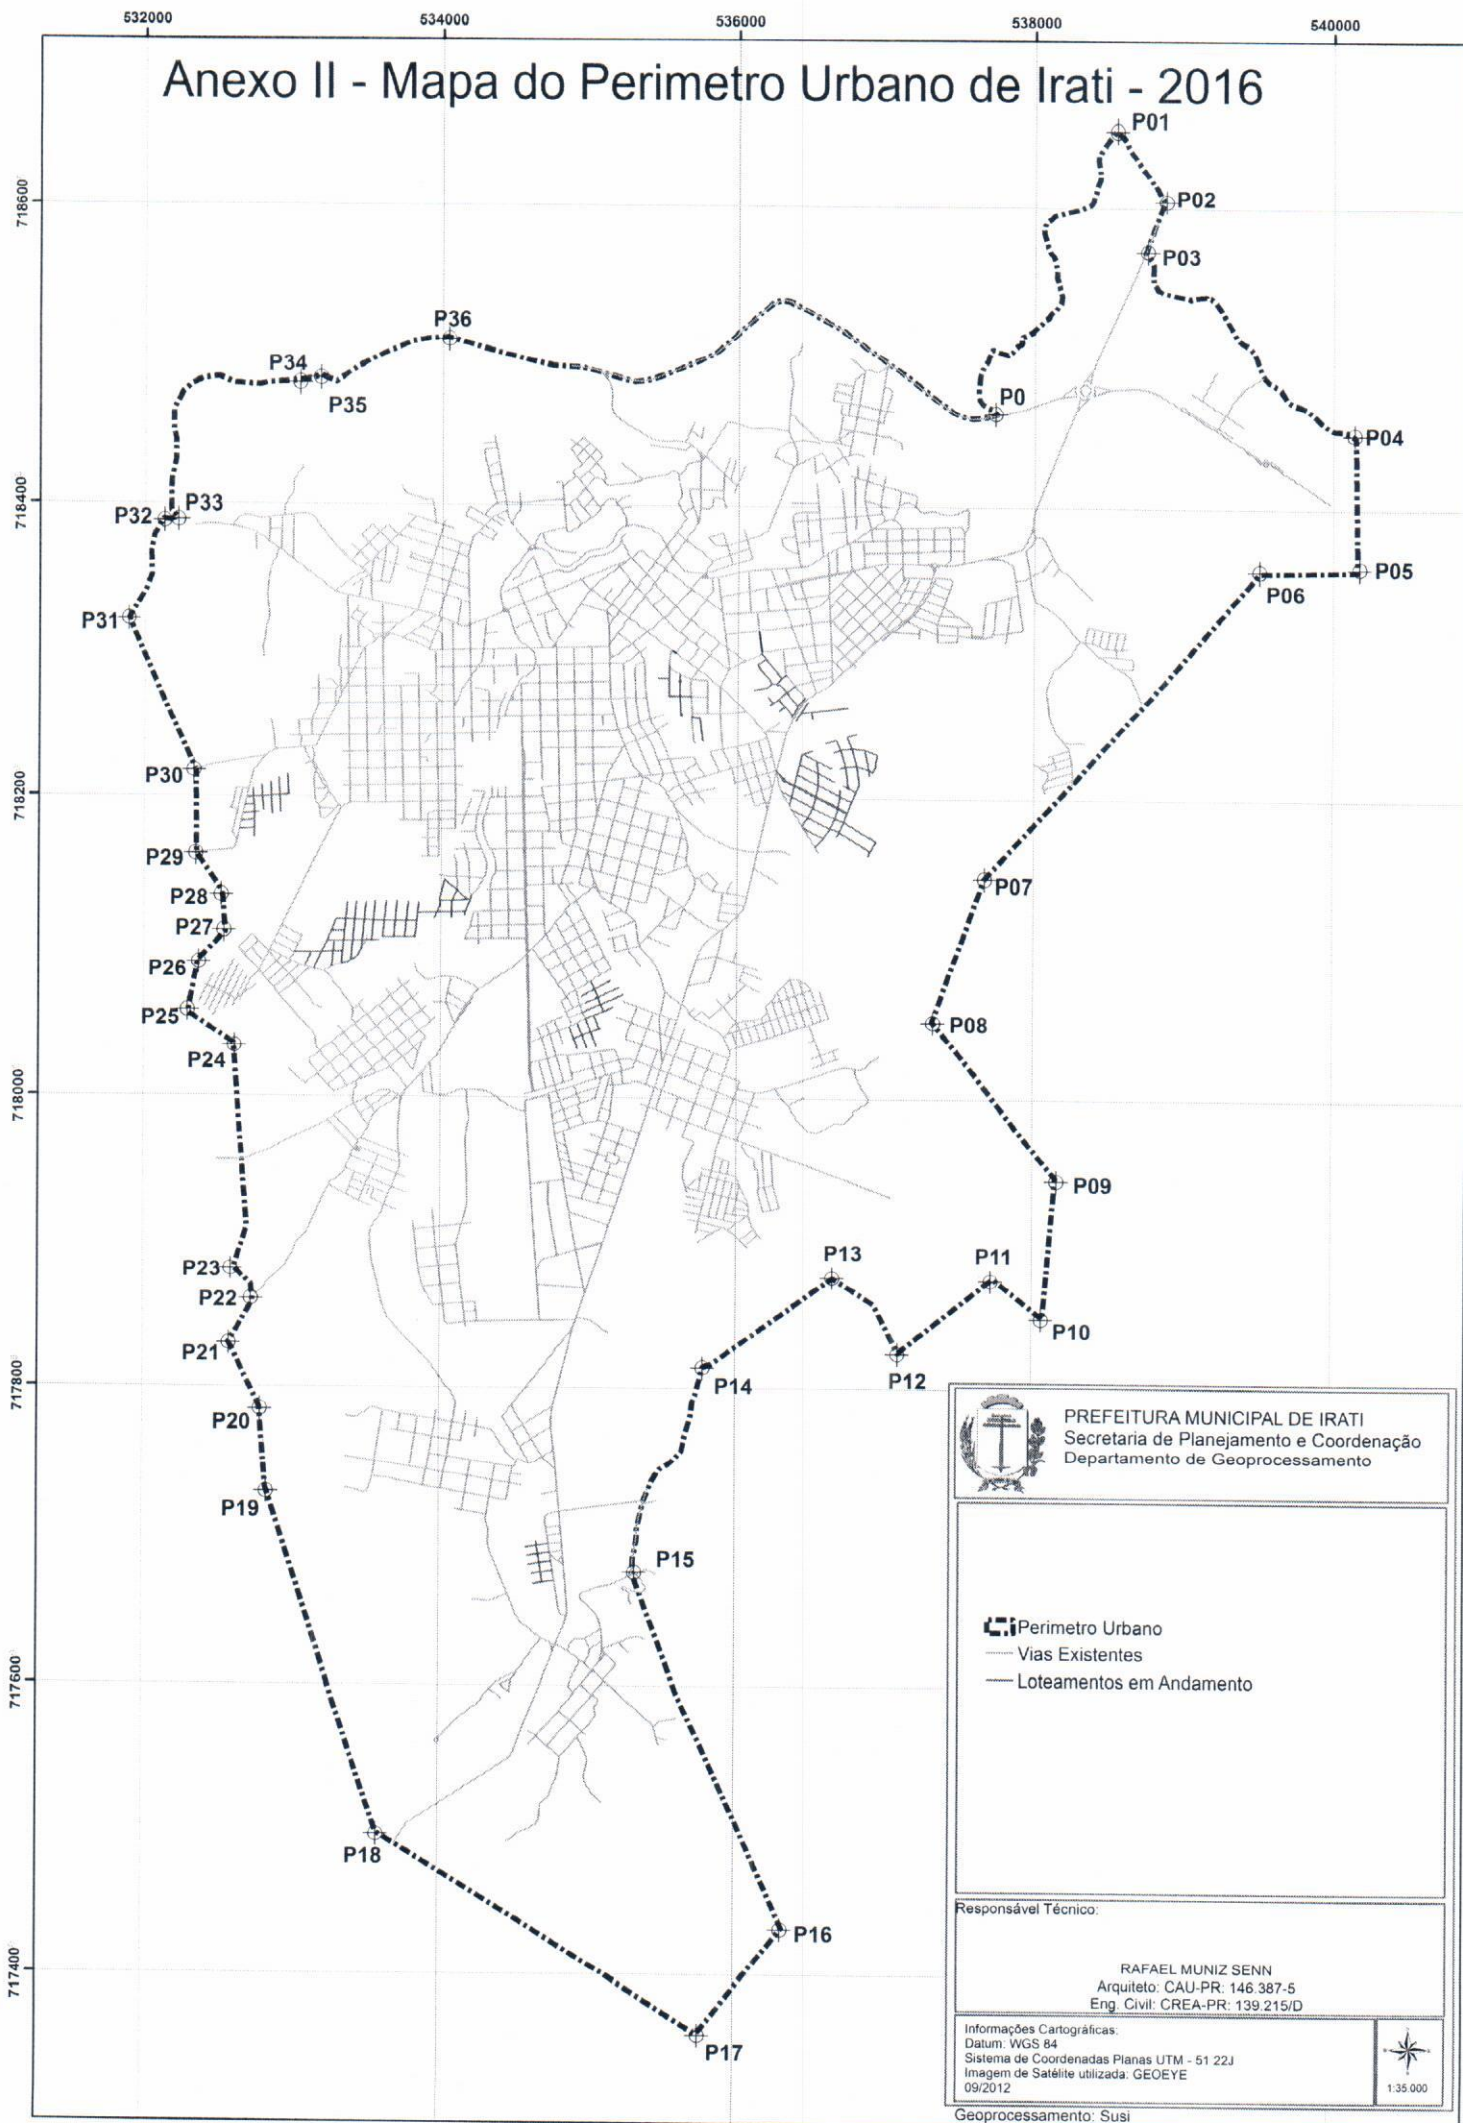 532000 534000 536000 538000 540000
Anexo II - Mapa do Perimetro Urbano de Irati - 2016
P01
718600
P02
P03
P36
P34
P35
P0
P04
718400
P33
P32
P05
P06
P31
P30
718200
P29
P07
P28
P27
P26
P25
P08
P24
718000
P09
P13
P11
P23
P22
P10
P21
P12
P14
717800
P20
PREFEITURA MUNICIPAL DE IRATI
Secretaria de Planejamento e Coordenação
Departamento de Geoprocessamento
P19
P15
Perimetro Urbano
Vias Existentes
Loteamentos em Andamento
717600
P18
Responsável Técnico:
P16
RAFAEL MUNIZ SENN
Arquiteto: CAU-PR: 146.387-5
Eng. Civil: CREA-PR: 139.215/D
717400
P17
Informações Cartográficas:
Datum: WGS 84
Sistema de Coordenadas Planas UTM - 51 22J
Imagem de Satélite utilizada: GEOEYE
09/2012
1:35.000
Geoprocessamento: Susi